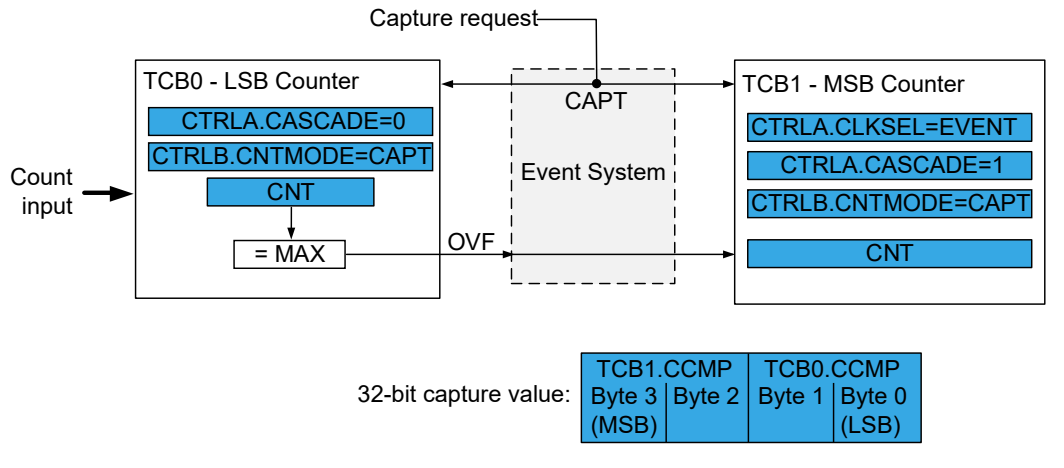 Capture request
TCB0 - LSB Counter
CTRLA.CASCADE=0
CTRLB.CNTMODE=CAPT
CNT
= MAX
Count
input
OVF
CAPT
Event System
TCB1 - MSB Counter
CTRLA.CLKSEL=EVENT
CTRLA.CASCADE=1
CTRLB.CNTMODE=CAPT
CNT
32-bit capture value:
TCB1.CCMP TCB0.CCMP
Byte 3 Byte 2 Byte 1 Byte 0
(MSB) (LSB)